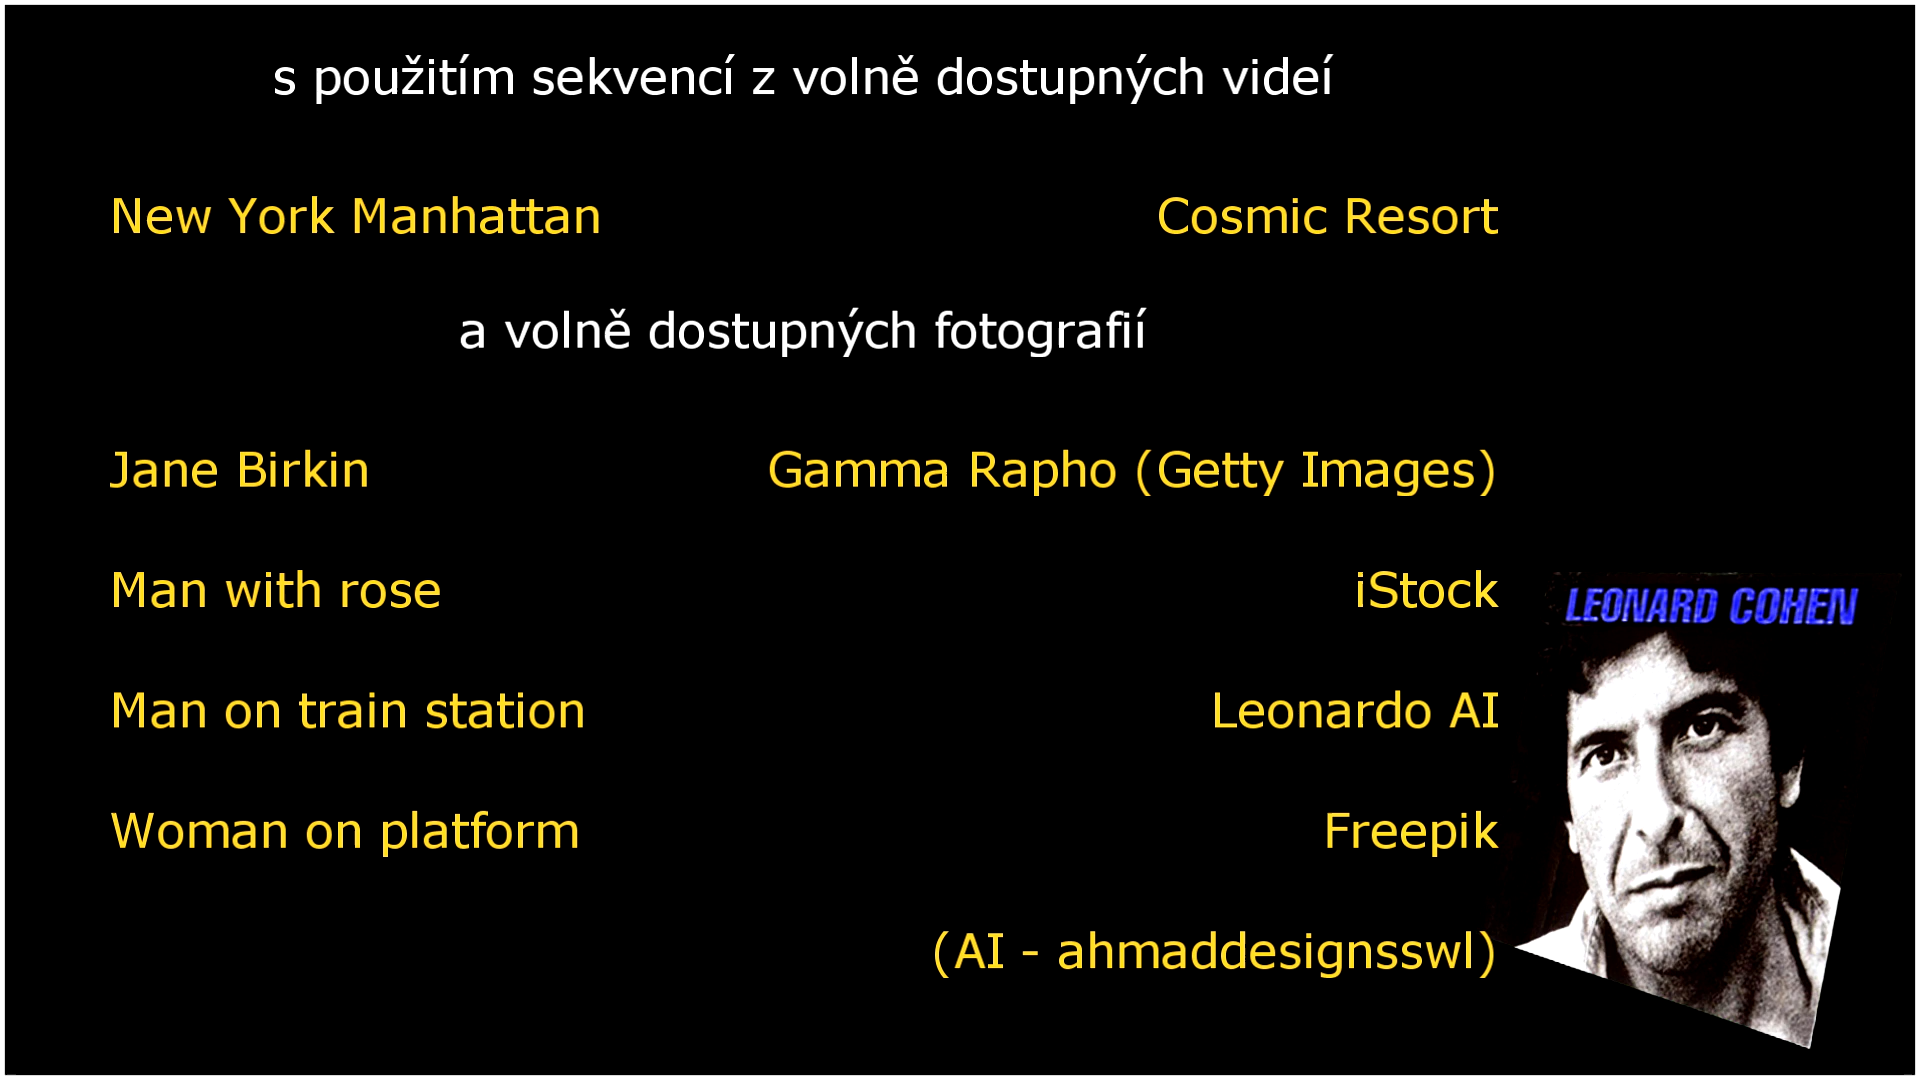 s použitím sekvencí z volně dostupných videí
New York Manhattan Cosmic Resort
a volně dostupných fotografií
Jane Birkin Gamma Rapho (Getty Images)
Man with rose iStock
LEONARD COHEN
Man on train station Leonardo AI
Woman on platform Freepik
(AI - ahmaddesignsswl)